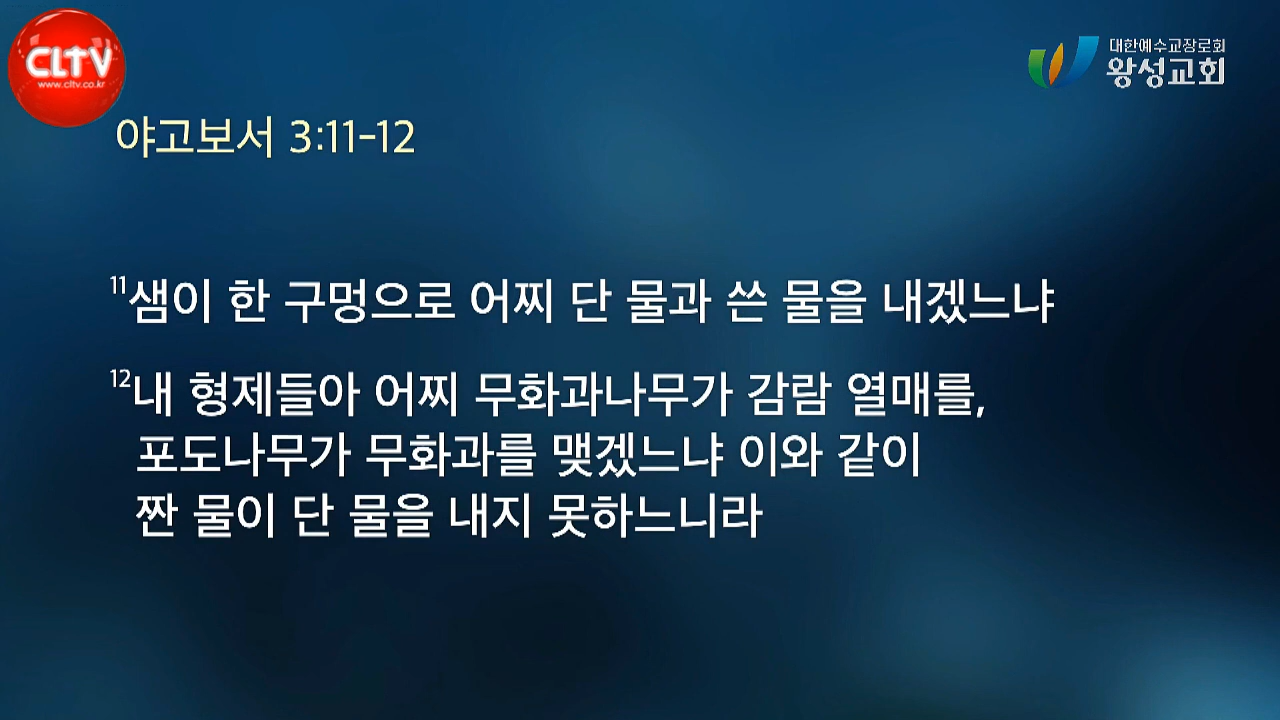 CLTV
www.cltv.co.kr
대한예수교장로회
왕성교회
야고보서 3:11-12
11샘이 한 구멍으로 어찌 단 물과 쓴 물을 내겠느냐
12내 형제들아 어찌 무화과나무가 감람 열매를,
포도나무가 무화과를 맺겠느냐 이와 같이
짠 물이 단 물을 내지 못하느니라